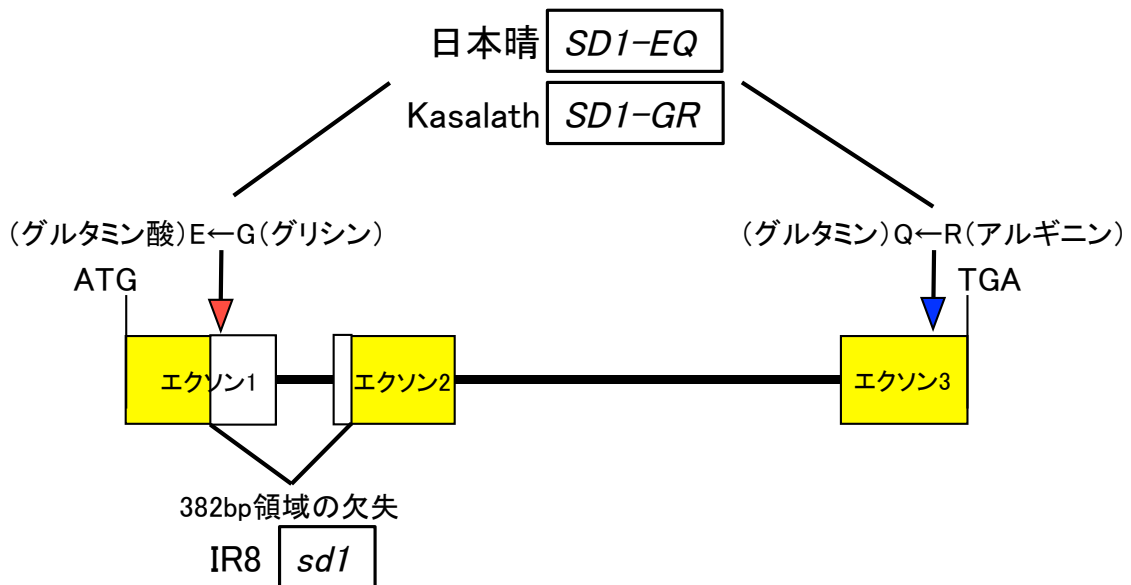 日本晴 SD1-EQ
Kasalath SD1-GR
(グルタミン酸)E←G(グリシン)
(グルタミン)Q←R(アルギニン)
ATG
TGA
エクソン1
エクソン2
エクソン3
382bp領域の欠失
IR8 sd1